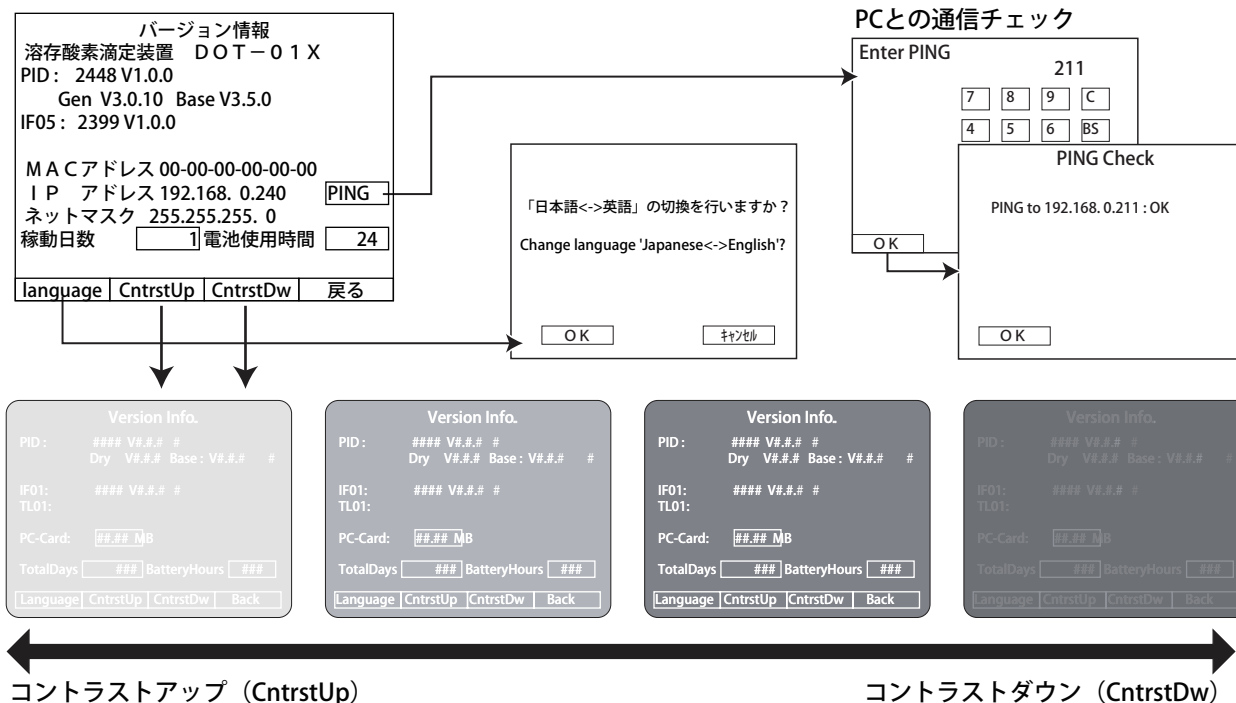 バージョン情報
溶存酸素滴定装置 DOT-01X
PID: 2448 V1.0.0
Gen V3.0.10 Base V3.5.0
IF05: 2399 V1.0.0
MACアドレス 00-00-00-00-00-00
IP アドレス 192.168. 0.240 PING
ネットマスク 255.255.255. 0
稼動日数 1 電池使用時間 24
language CntrstUp CntrstDw 戻る
「日本語<->英語」の切換を行いますか?
Change language 'Japanese<->English'?
OK ｷｬﾝｾﾙ
PCとの通信チェック
Enter PING
211
7 8 9 C
4 5 6 BS
OK
PING Check
PING to 192.168. 0.211 : OK
OK
Version Info.
PID: #### V#.#.# #
Dry V#.#.# Base: V#.#.# #
IF01: #### V#.#.# #
TL01:
PC-Card: ##.## MB
TotalDays ### BatteryHours ###
Language CntrstUp CntrstDw Back
Version Info.
PID: #### V#.#.# #
Dry V#.#.# Base: V#.#.# #
IF01: #### V#.#.# #
TL01:
PC-Card: ##.## MB
TotalDays ### BatteryHours ###
Language CntrstUp CntrstDw Back
Version Info.
PID: #### V#.#.# #
Dry V#.#.# Base: V#.#.# #
IF01: #### V#.#.# #
TL01:
PC-Card: ##.## MB
TotalDays ### BatteryHours ###
Language CntrstUp CntrstDw Back
Version Info.
PID: #### V#.#.# #
Dry V#.#.# Base: V#.#.# #
IF01: #### V#.#.# #
TL01:
PC-Card: ##.## MB
TotalDays ### BatteryHours ###
Language CntrstUp CntrstDw Back
コントラストアップ(CntrstUp)
コントラストダウン(CntrstDw)